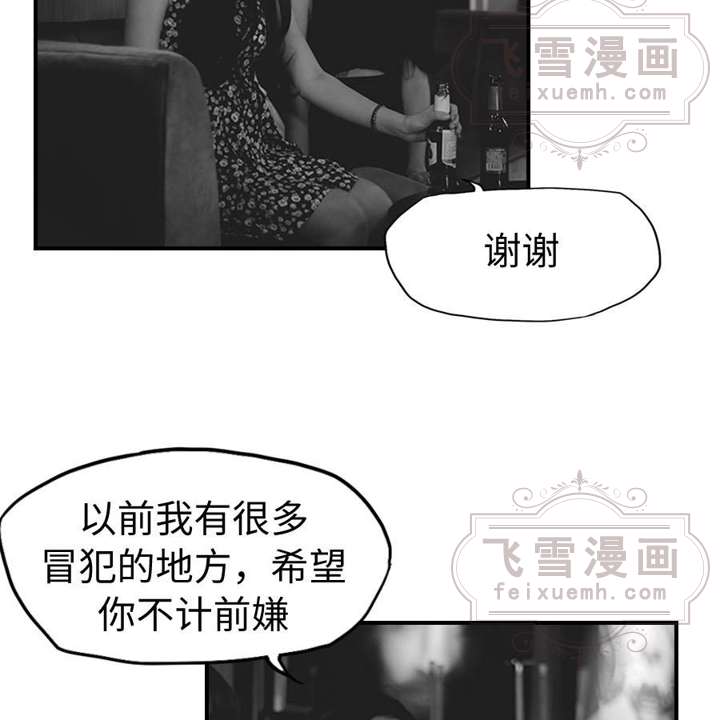 飞雪漫画
feixuemh.com
谢谢
以前我有很多
冒犯的地方，希望
你不计前嫌
飞雪漫画
feixuemh.com